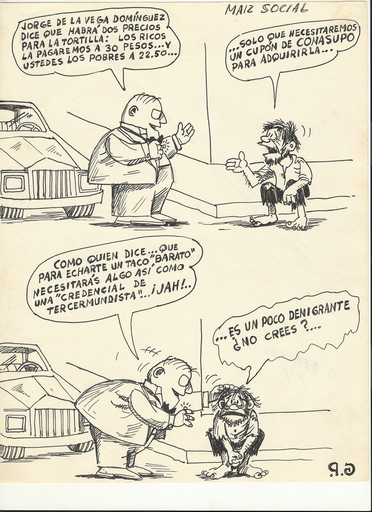 MAIZ SOCIAL
JORGE DE LA VEGA DOMÍNGUEZ
DICE QUE HABRÁ DOS PRECIOS
PARA LA TORTILLA: LOS RICOS
LA PAGAREMOS A 30 PESOS...Y
USTEDES LOS POBRES A 22.50...
...SOLO QUE NECESITAREMOS
UN CUPÓN DE CONASUPO
PARA ADQUIRIRLA...
COMO QUIEN DICE...QUE
PARA ECHARTE UN TACO "BARATO"
NECESITARÁS ALGO ASÍ COMO
UNA "CREDENCIAL DE
TERCERMUNDISTA"...¡JAH!..
...ES UN POCO DENIGRANTE
¿NO CREES?...